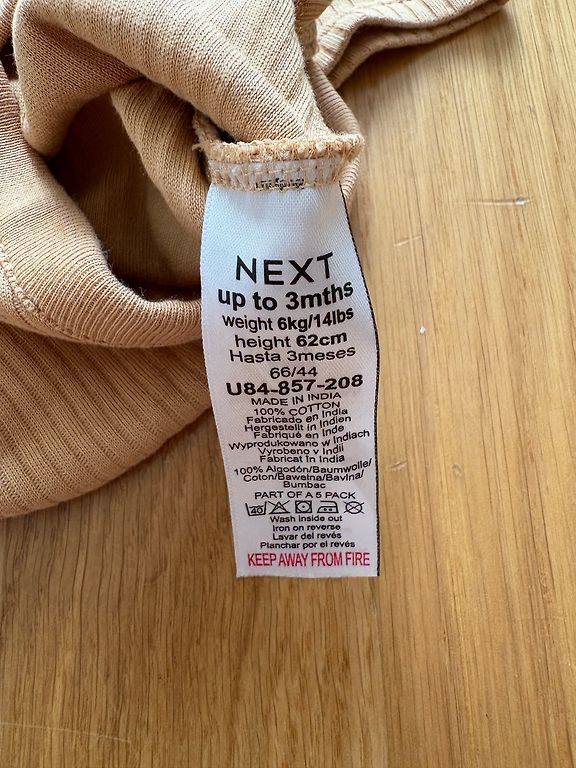 NEXT
up to 3mths
weight 6kg/14lbs
height 62cm
Hasta 3meses
66/44
U84-857-208
MADE IN INDIA
100% COTTON
Fabricado en India
Hergestellt in Indien
Fabriqué en Inde
Wyprodukowano w Indiach
Vyrobeno v Indii
Fabricat în India
100% Algodón/Baumwolle/
Coton/Bawełna/Bavlna/
Bumbac
PART OF A 5 PACK
40
Wash inside out
Iron on reverse
Lavar del revés
Planchar por el revés
KEEP AWAY FROM FIRE